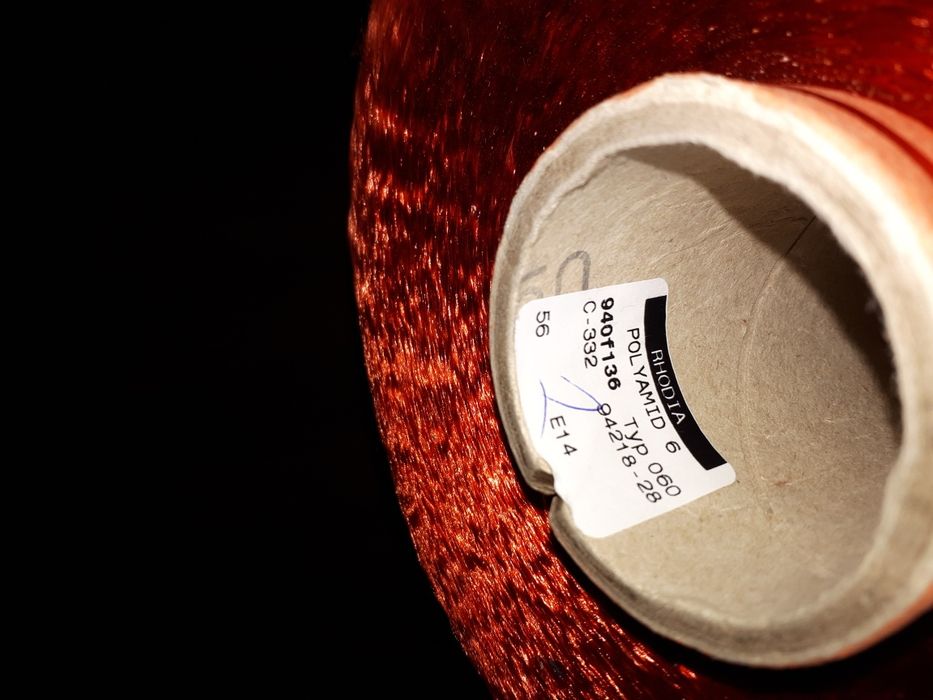 RHODIA
POLYAMID 6 TYP 060
940f136 94218-28
C-332
56 E14